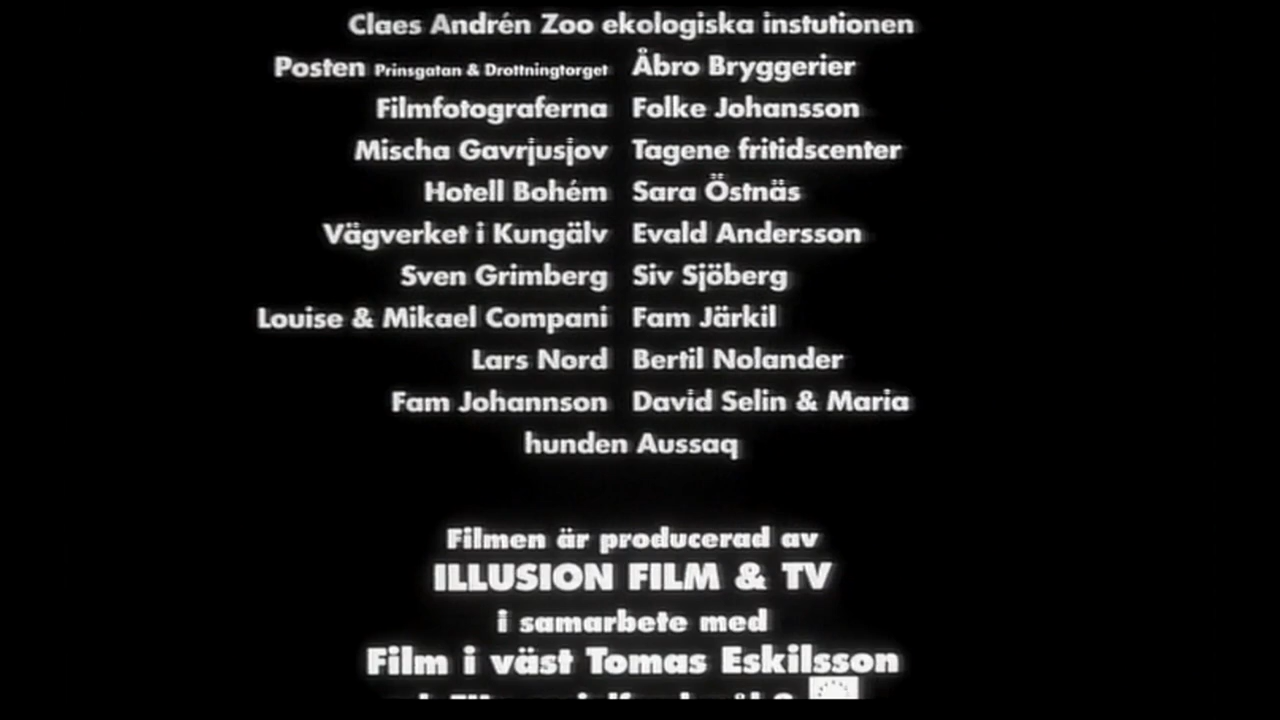 Claes Andrén Zoo ekologiska instutionen
Posten Prinsgatan & Drottningtorget Åbro Bryggerier
Filmfotograferna Folke Johansson
Mischa Gavrjusjov Tagene fritidscenter
Hotell Bohém Sara Östnäs
Vägverket i Kungälv Evald Andersson
Sven Grimberg Siv Sjöberg
Louise & Mikael Compani Fam Järkil
Lars Nord Bertil Nolander
Fam Johannson David Selin & Maria
hunden Aussaq
Filmen är producerad av
ILLUSION FILM & TV
i samarbete med
Film i väst Tomas Eskilsson